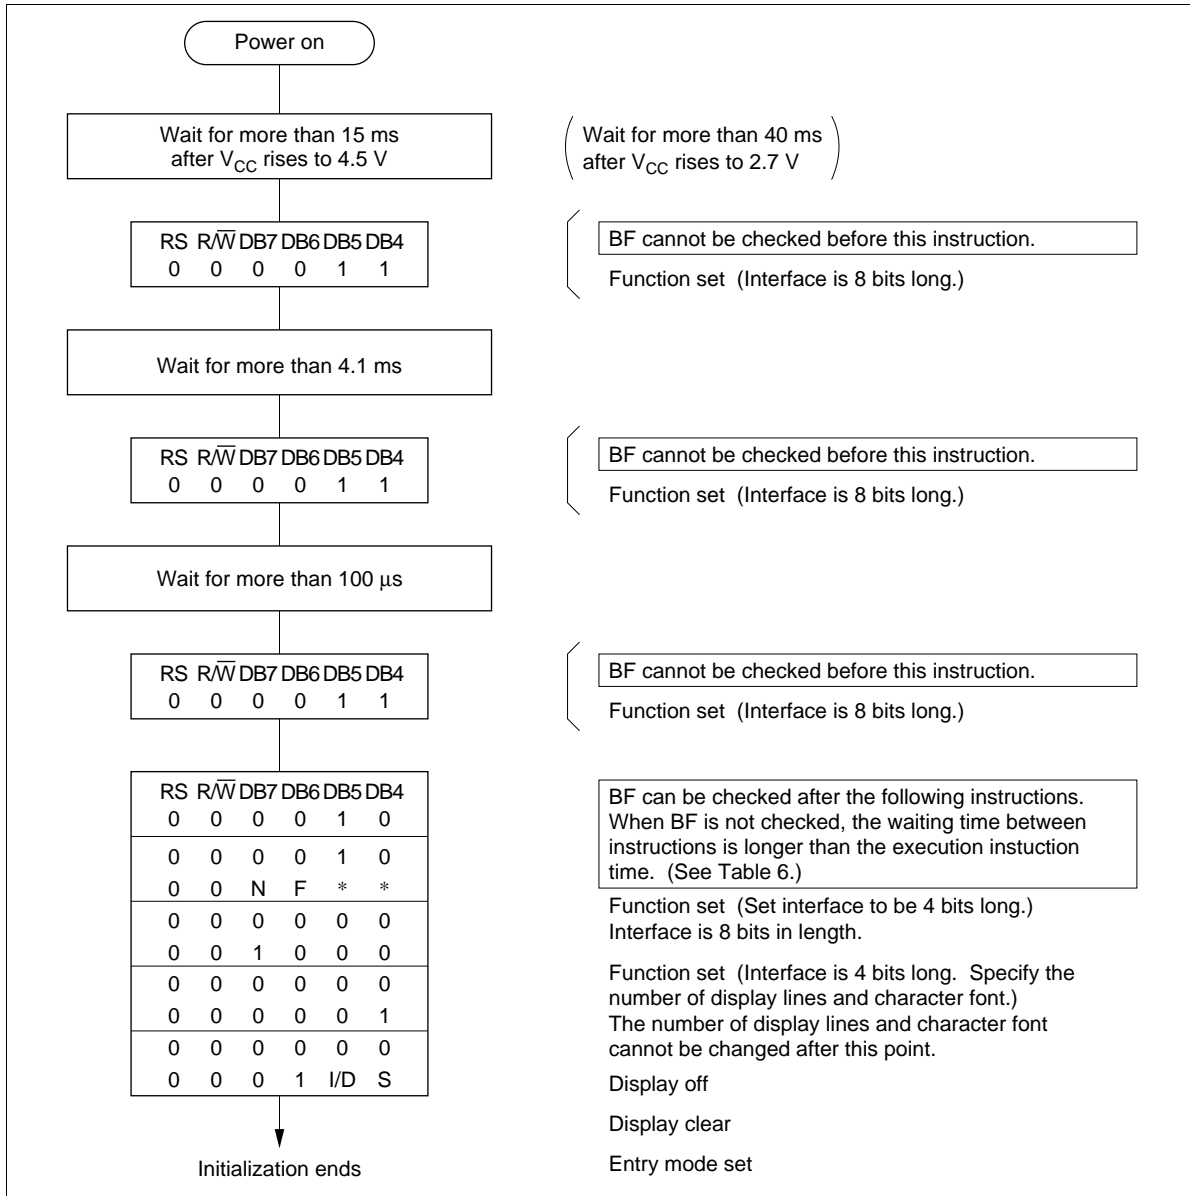 Power on
Wait for more than 15 ms
after VCC rises to 4.5 V
Wait for more than 40 ms
after VCC rises to 2.7 V
RS R/W̅ DB7 DB6 DB5 DB4
0 0 0 0 1 1
BF cannot be checked before this instruction.
Function set (Interface is 8 bits long.)
Wait for more than 4.1 ms
RS R/W̅ DB7 DB6 DB5 DB4
0 0 0 0 1 1
BF cannot be checked before this instruction.
Function set (Interface is 8 bits long.)
Wait for more than 100 μs
RS R/W̅ DB7 DB6 DB5 DB4
0 0 0 0 1 1
BF cannot be checked before this instruction.
Function set (Interface is 8 bits long.)
RS R/W̅ DB7 DB6 DB5 DB4
0 0 0 0 1 0
0 0 0 0 1 0
0 0 N F * *
0 0 0 0 0 0
0 0 1 0 0 0
0 0 0 0 0 0
0 0 0 0 0 1
0 0 0 0 0 0
0 0 0 1 I/D S
BF can be checked after the following instructions.
When BF is not checked, the waiting time between
instructions is longer than the execution instuction
time. (See Table 6.)
Function set (Set interface to be 4 bits long.)
Interface is 8 bits in length.
Function set (Interface is 4 bits long. Specify the
number of display lines and character font.)
The number of display lines and character font
cannot be changed after this point.
Display off
Display clear
Entry mode set
Initialization ends